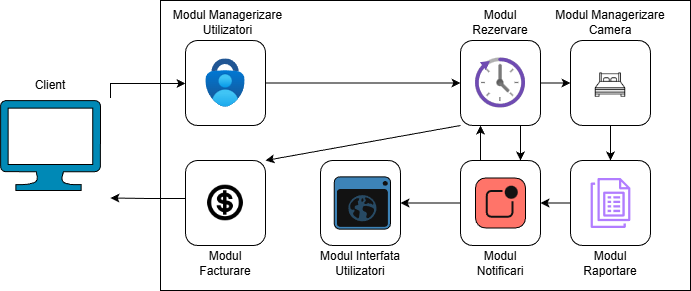 Modul Managerizare
Utilizatori
Modul
Rezervare
Modul Managerizare
Camera
Client
$
Modul
Facturare
Modul Interfata
Utilizatori
Modul
Notificari
Modul
Raportare